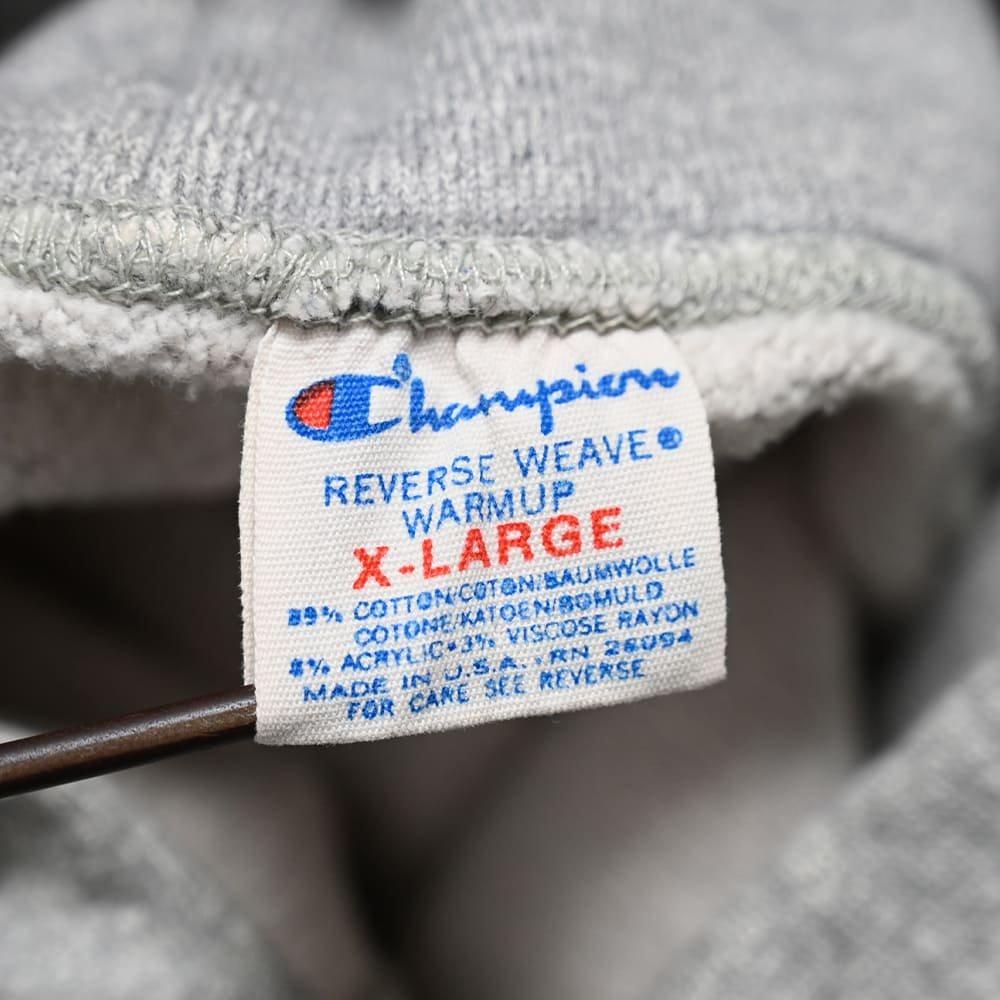 Champion
REVERSE WEAVE®
WARMUP
X-LARGE
89% COTTON/COTON/BAUMWOLLE
COTONE/KATOEN/BOMULD
8% ACRYLIC•3% VISCOSE RAYON
MADE IN U.S.A. • RN 26094
FOR CARE SEE REVERSE